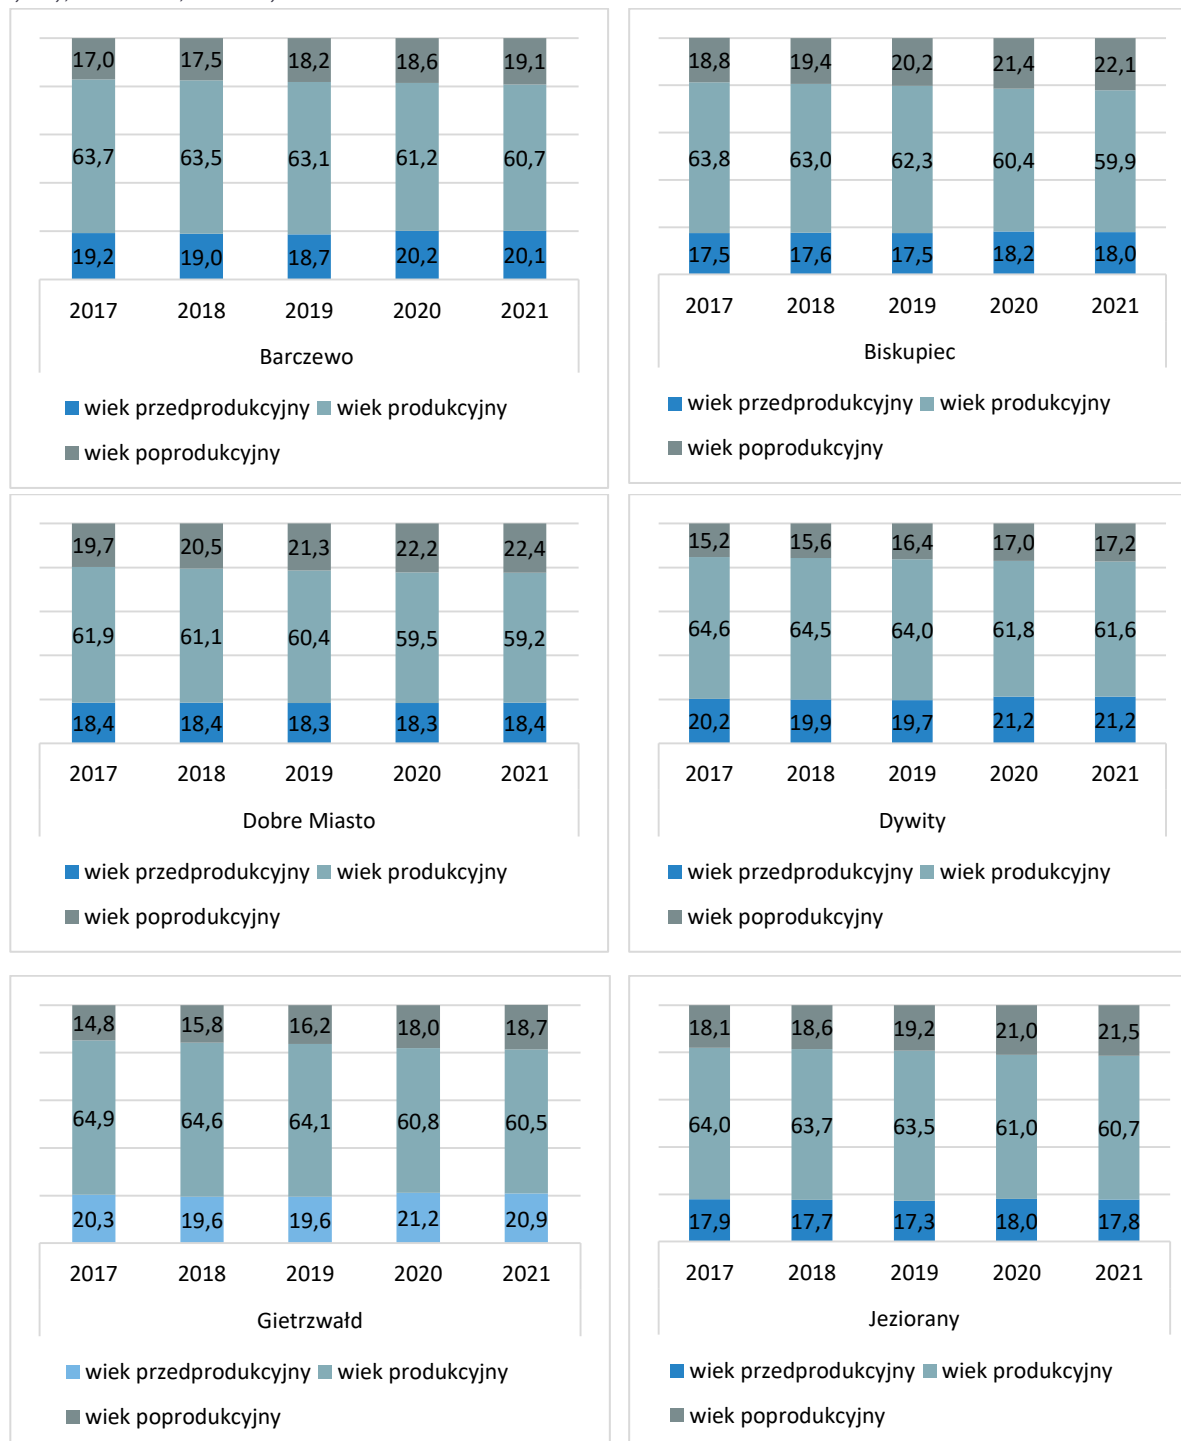 17,0 17,5 18,2 18,6 19,1
63,7 63,5 63,1 61,2 60,7
19,2 19,0 18,7 20,2 20,1
2017 2018 2019 2020 2021
Barczewo
wiek przedprodukcyjny wiek produkcyjny
wiek poprodukcyjny
18,8 19,4 20,2 21,4 22,1
63,8 63,0 62,3 60,4 59,9
17,5 17,6 17,5 18,2 18,0
2017 2018 2019 2020 2021
Biskupiec
wiek przedprodukcyjny wiek produkcyjny
wiek poprodukcyjny
19,7 20,5 21,3 22,2 22,4
61,9 61,1 60,4 59,5 59,2
18,4 18,4 18,3 18,3 18,4
2017 2018 2019 2020 2021
Dobre Miasto
wiek przedprodukcyjny wiek produkcyjny
wiek poprodukcyjny
15,2 15,6 16,4 17,0 17,2
64,6 64,5 64,0 61,8 61,6
20,2 19,9 19,7 21,2 21,2
2017 2018 2019 2020 2021
Dywity
wiek przedprodukcyjny wiek produkcyjny
wiek poprodukcyjny
14,8 15,8 16,2 18,0 18,7
64,9 64,6 64,1 60,8 60,5
20,3 19,6 19,6 21,2 20,9
2017 2018 2019 2020 2021
Gietrzwałd
wiek przedprodukcyjny wiek produkcyjny
wiek poprodukcyjny
18,1 18,6 19,2 21,0 21,5
64,0 63,7 63,5 61,0 60,7
17,9 17,7 17,3 18,0 17,8
2017 2018 2019 2020 2021
Jeziorany
wiek przedprodukcyjny wiek produkcyjny
wiek poprodukcyjny